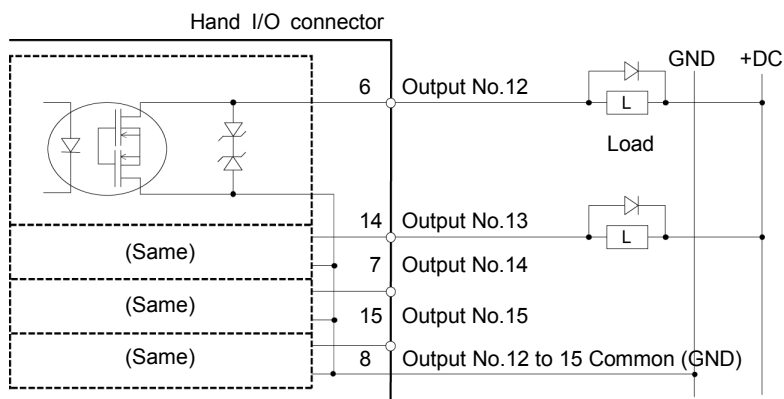 Hand I/O connector
GND +DC
6 Output No.12
L
Load
14 Output No.13
L
(Same)
7 Output No.14
(Same)
15 Output No.15
(Same)
8 Output No.12 to 15 Common (GND)